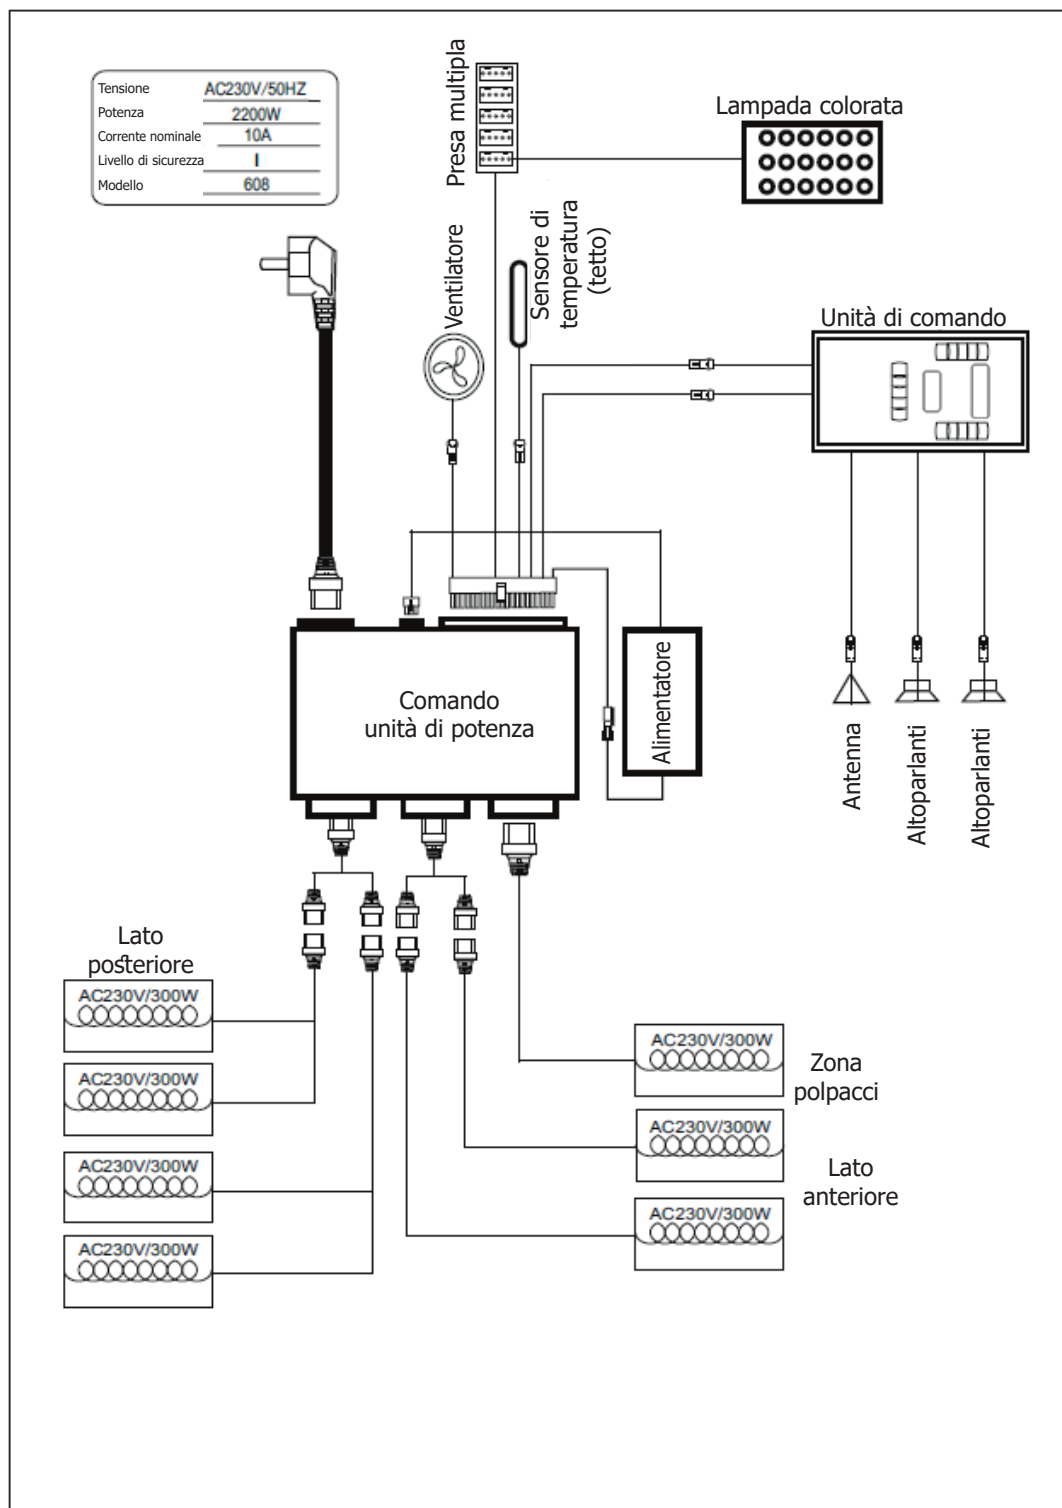 Tensione AC230V/50HZ
Potenza 2200W
Corrente nominale 10A
Livello di sicurezza I
Modello 608
Presa multipla
Lampada colorata
Ventilatore
Sensore di
temperatura
(tetto)
Unità di comando
Comando
unità di potenza
Alimentatore
Antenna
Altoparlanti
Altoparlanti
Lato
posteriore
AC230V/300W
AC230V/300W
AC230V/300W
AC230V/300W
AC230V/300W
Zona
polpacci
AC230V/300W
Lato
anteriore
AC230V/300W